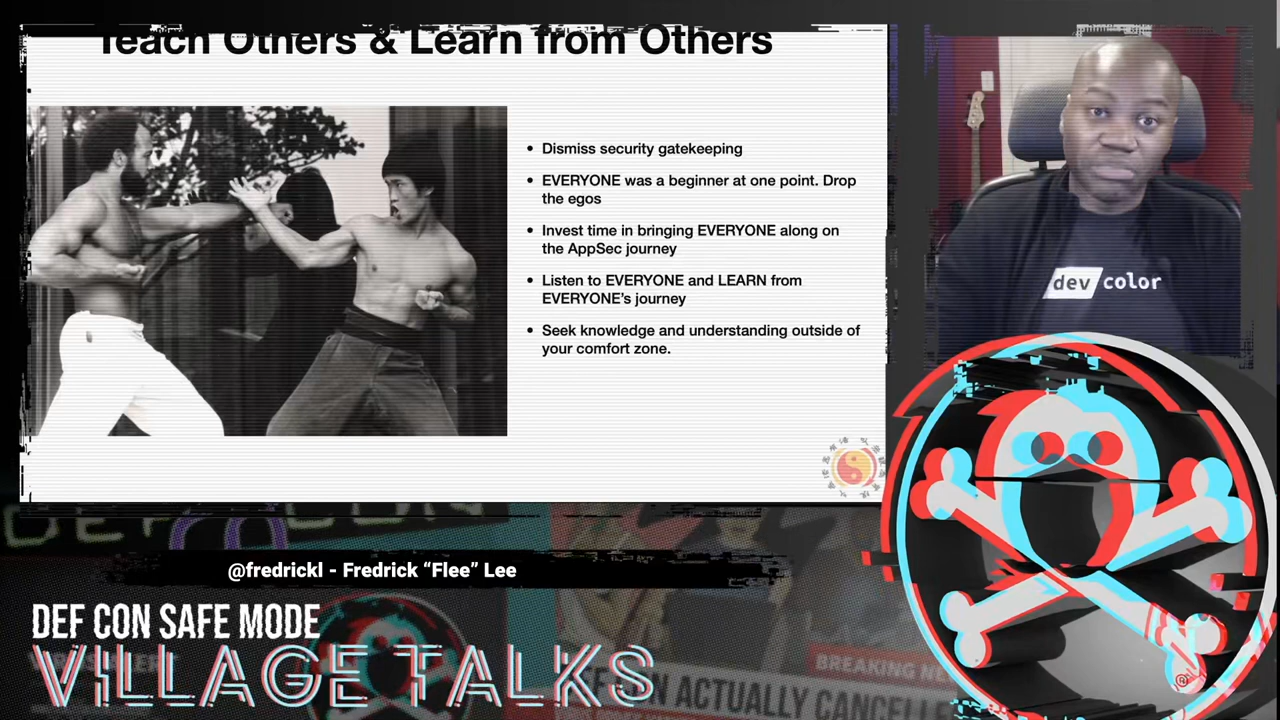 Teach Others & Learn from Others
• Dismiss security gatekeeping
• EVERYONE was a beginner at one point. Drop
the egos
• Invest time in bringing EVERYONE along on
the AppSec journey
• Listen to EVERYONE and LEARN from
EVERYONE's journey
• Seek knowledge and understanding outside of
your comfort zone.
dev color
DEF CON
@fredrickl - Fredrick “Flee” Lee
DEF CON SAFE MODE
VILLAGE TALKS
BREAKING NE
ACTUALLY CANCELLE
®